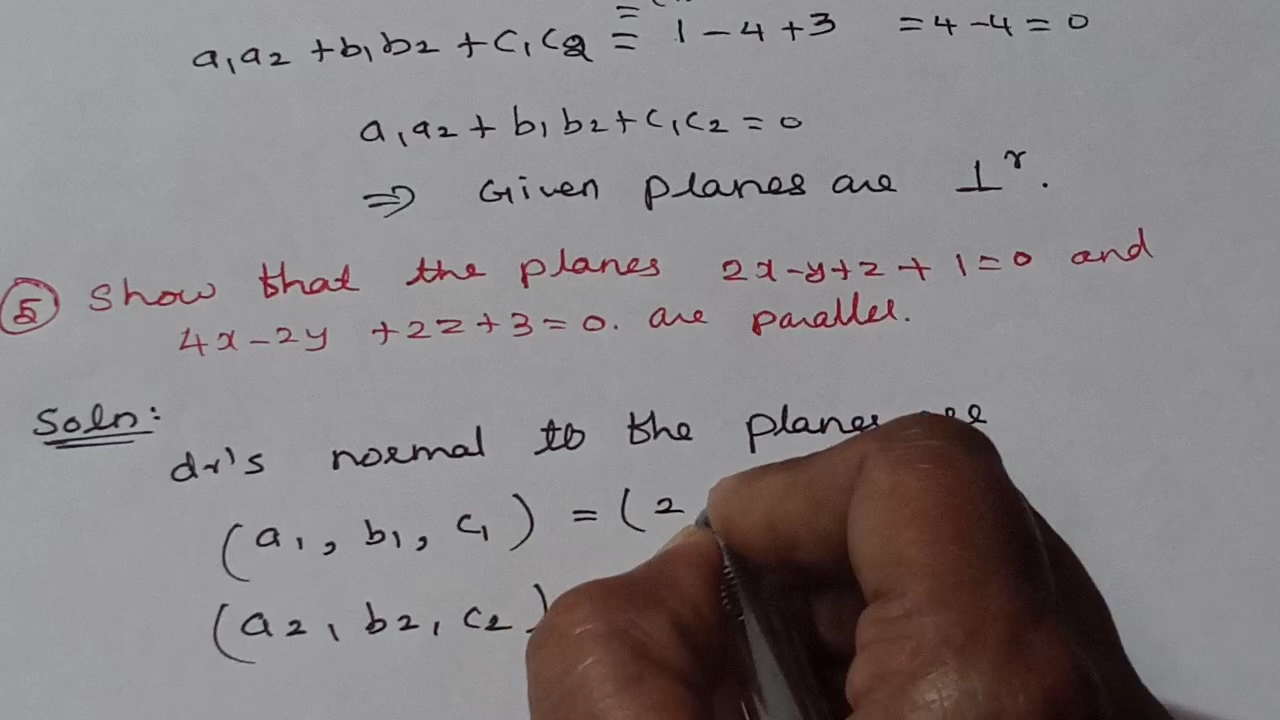 a₁a₂ + b₁b₂ + c₁c₂ = 1 - 4 + 3 = 4 - 4 = 0
a₁a₂ + b₁b₂ + c₁c₂ = 0
⇒ Given planes are ⊥ʳ.
⑤ Show that the planes 2x-y+z+1=0 and
4x-2y+2z+3=0. are parallel.
Soln:
dr's normal to the planes
(a₁, b₁, c₁) = (2
(a₂, b₂, c₂)